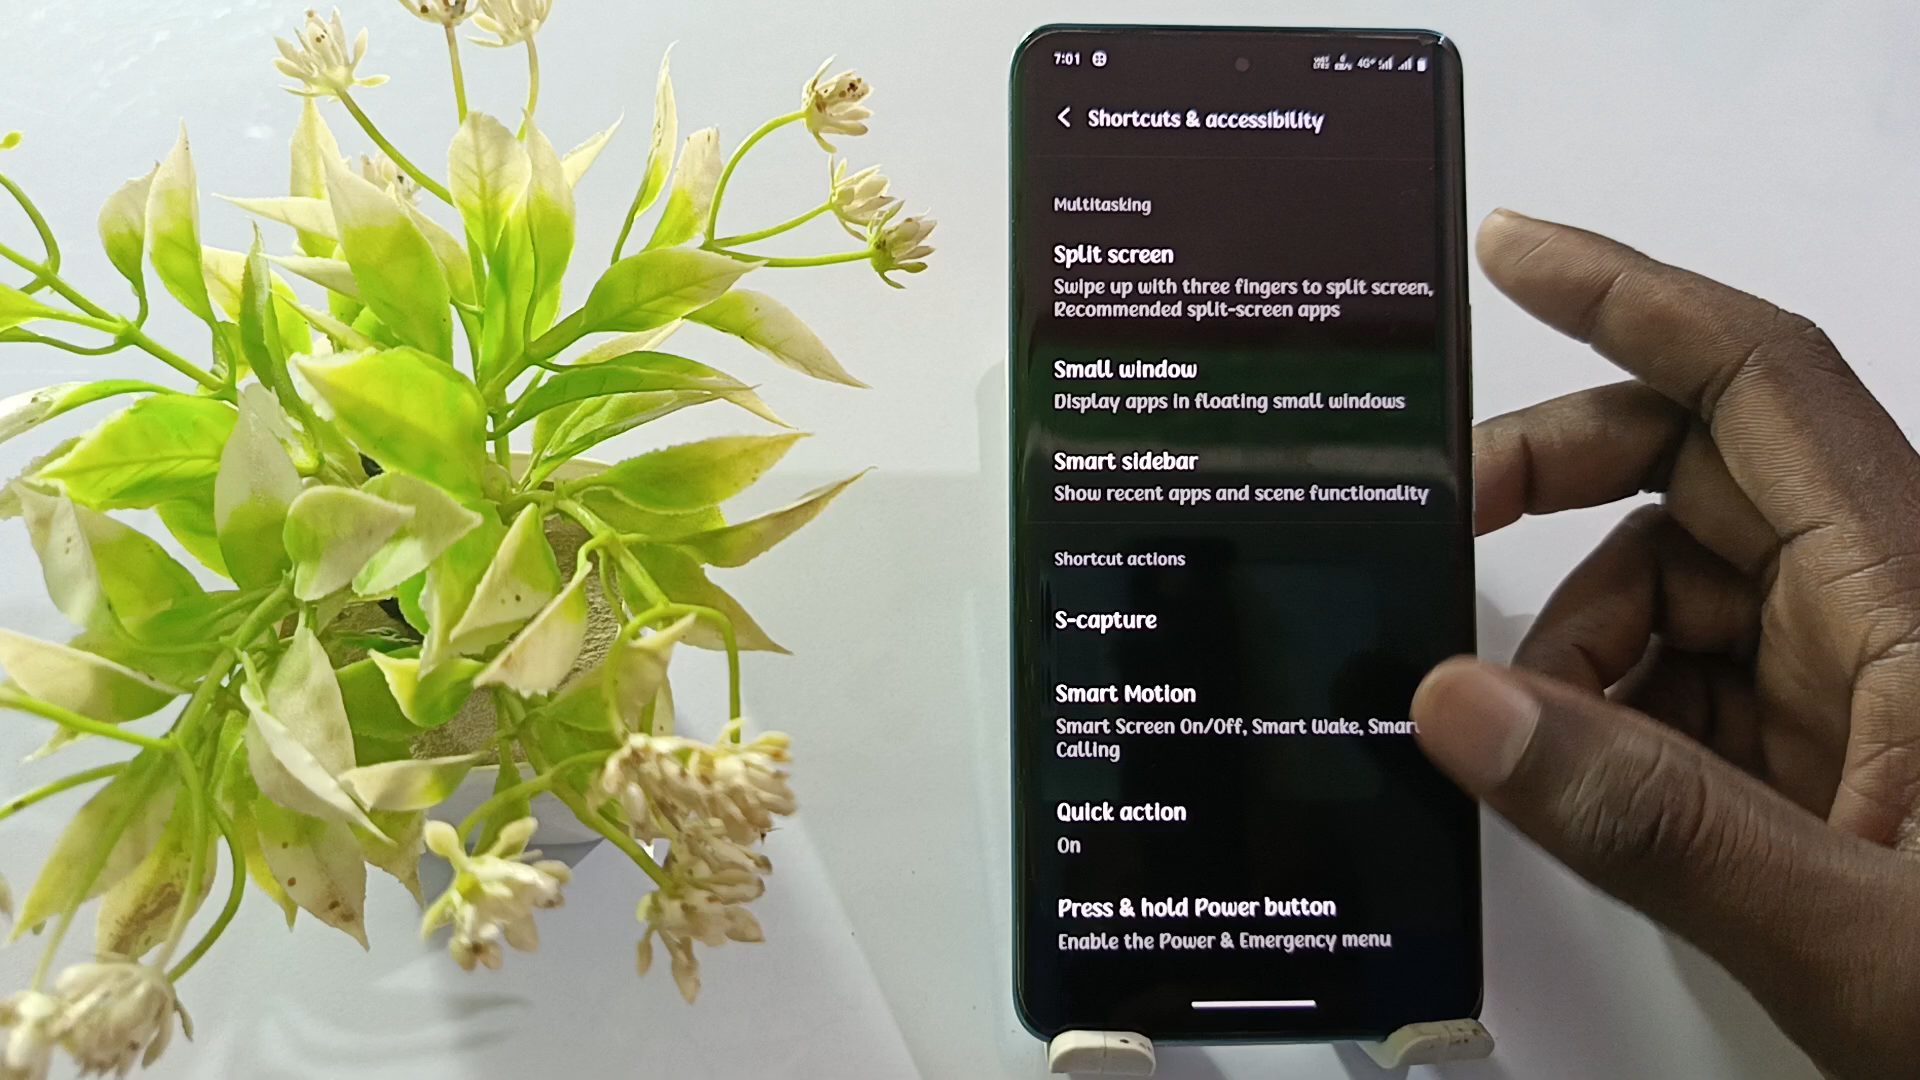 7:01
4G+
Shortcuts & accessibility
Multitasking
Split screen
Swipe up with three fingers to split screen,
Recommended split-screen apps
Small window
Display apps in floating small windows
Smart sidebar
Show recent apps and scene functionality
Shortcut actions
S-capture
Smart Motion
Smart Screen On/Off, Smart Wake, Smart
Calling
Quick action
On
Press & hold Power button
Enable the Power & Emergency menu